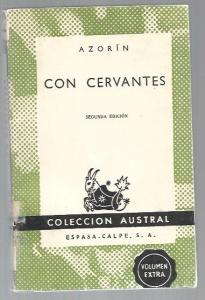 AZORÍN
CON CERVANTES
SEGUNDA EDICIÓN
COLECCION AUSTRAL
ESPASA-CALPE, S. A.
VOLUMEN
EXTRA